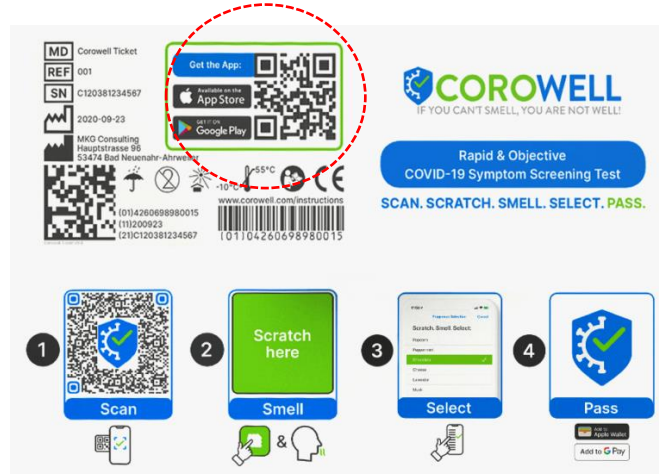 MD Corowell Ticket
REF 001
SN C120381234567
2020-09-23
MKG Consulting
Hauptstrasse 96
53474 Bad Neuenahr-Ahrweiler
Get the App:
Available on the
App Store
GET IT ON
Google Play
-10°C
55°C
CE
www.corowell.com/instructions
(01)4260698980015
(11)200923
(21)C120381234567
(01)04260698980015
COROWELL
IF YOU CAN'T SMELL, YOU ARE NOT WELL!
Rapid & Objective
COVID-19 Symptom Screening Test
SCAN. SCRATCH. SMELL. SELECT. PASS.
1
Scan
2
Scratch
here
Smell
&
3
Fragrance Selection Cancel
Scratch. Smell. Select.
Peppermint
Cheese
Lavender
Musk
Select
4
Pass
Add to
Apple Wallet
Add to G Pay